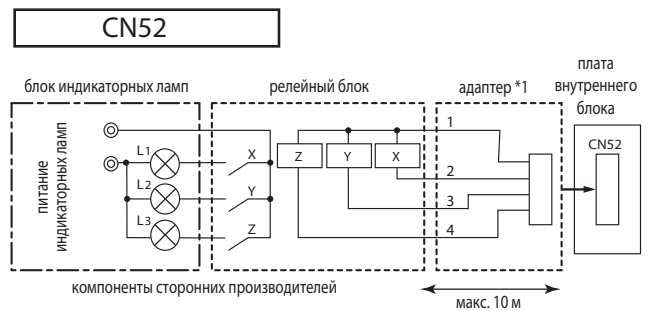 CN52
блок индикаторных ламп
релейный блок
адаптер *1
плата
внутреннего
блока
питание
индикаторных ламп
L1
L2
L3
X
Y
Z
Z
Y
X
1
2
3
4
CN52
компоненты сторонних производителей
макс. 10 м